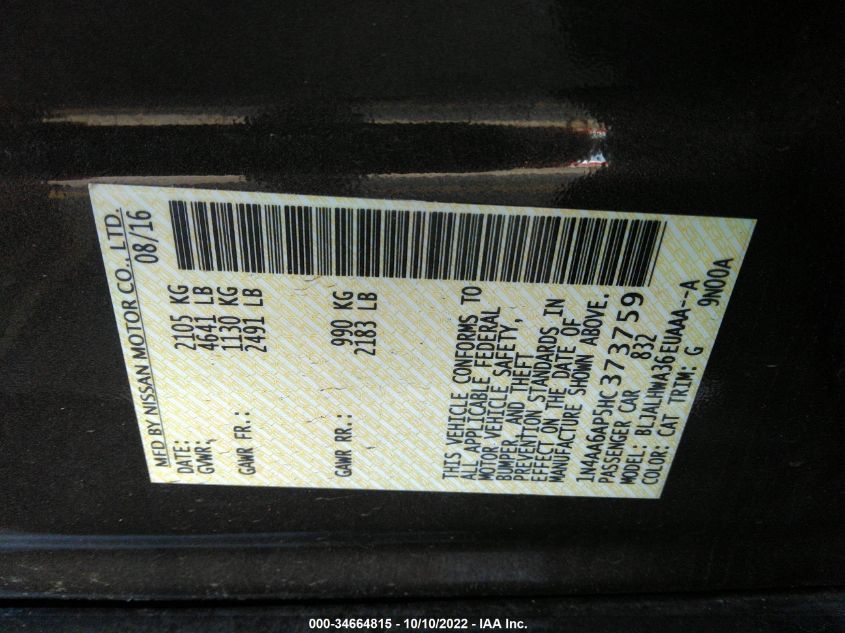 MFD BY NISSAN MOTOR CO., LTD.
DATE: 08/16
GVWR: 2105 KG
4641 LB
GAWR FR.: 1130 KG
2491 LB
GAWR RR.: 990 KG
2183 LB
THIS VEHICLE CONFORMS TO
ALL APPLICABLE FEDERAL
MOTOR VEHICLE SAFETY,
BUMPER, AND THEFT
PREVENTION STANDARDS IN
EFFECT ON THE DATE OF
MANUFACTURE SHOWN ABOVE.
1N4AA6AP5HC373759
PASSENGER CAR 832
MODEL: BLJALHWA36EUAAA--A
COLOR: CAT TRIM: G 9N00A
000-34664815 - 10/10/2022 - IAA Inc.